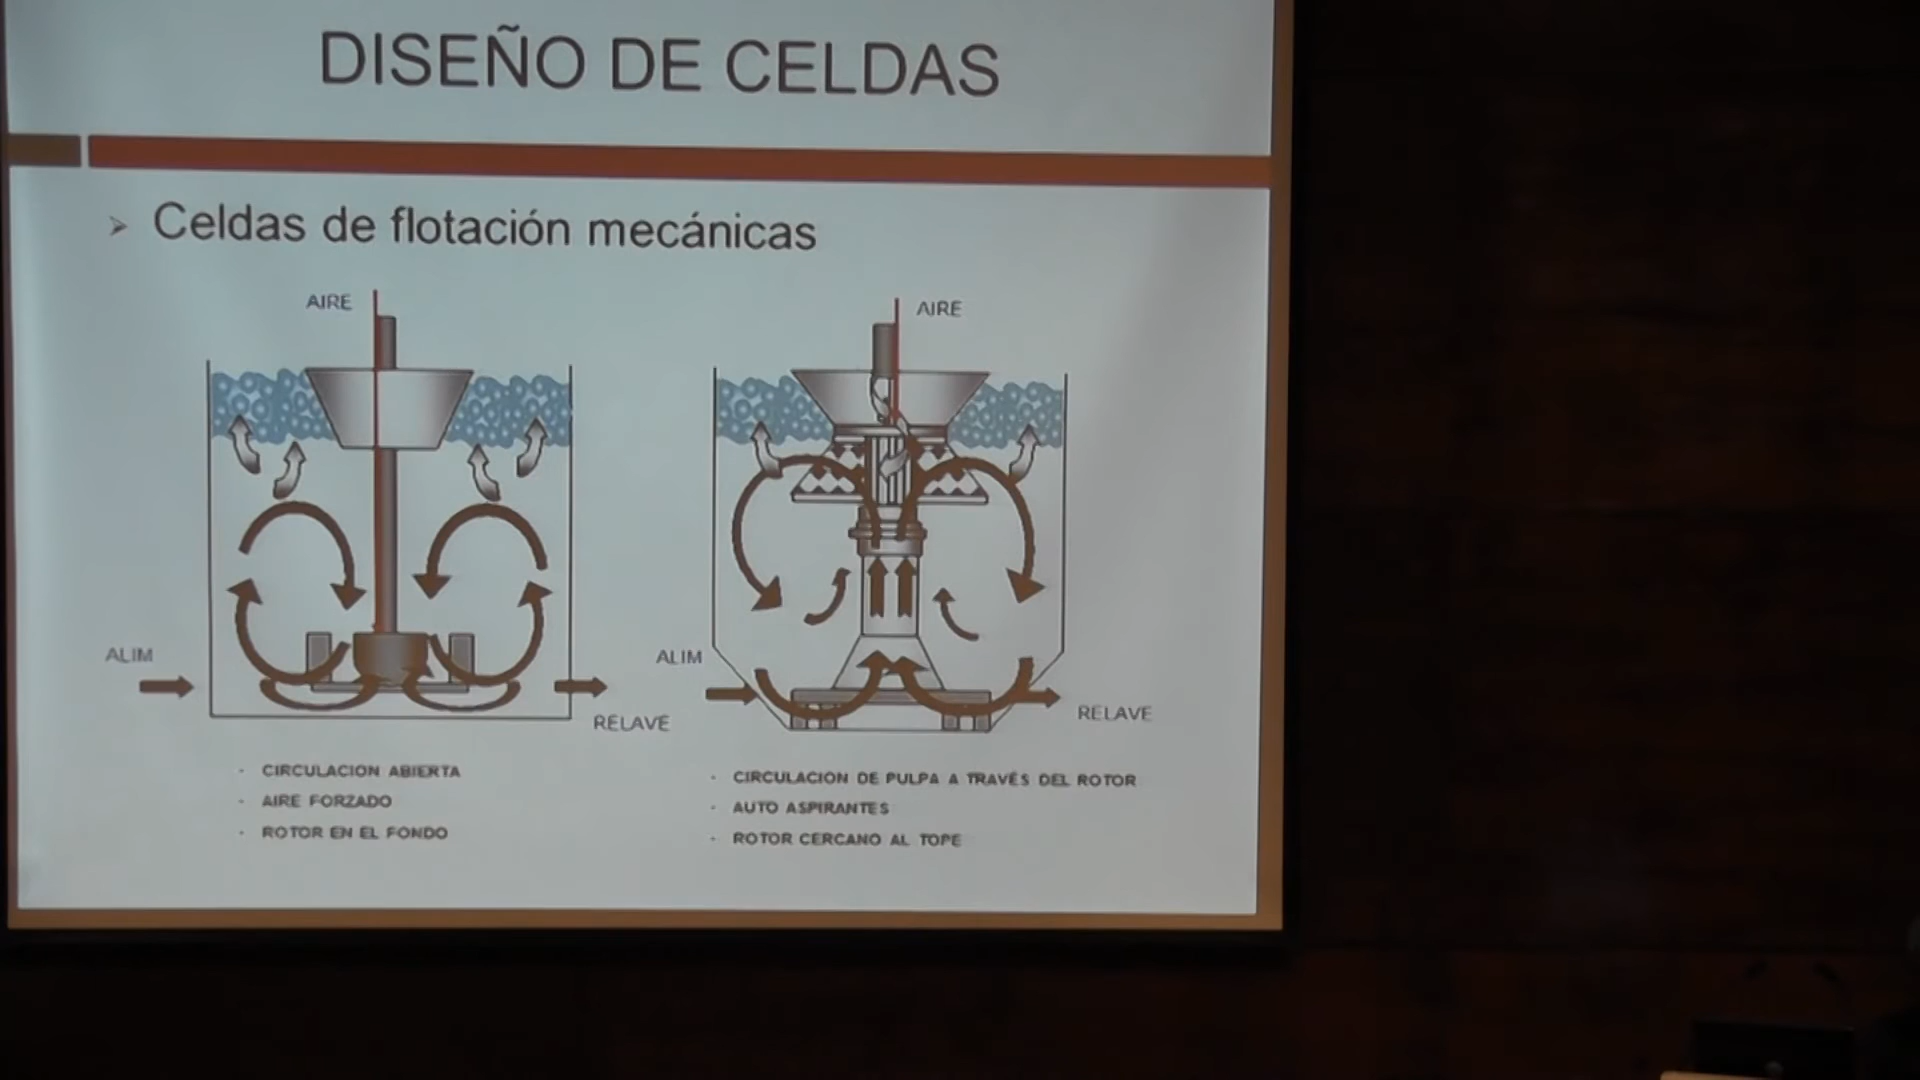 DISEÑO DE CELDAS
Celdas de flotación mecánicas
AIRE
ALIM
RELAVE
- CIRCULACION ABIERTA
- AIRE FORZADO
- ROTOR EN EL FONDO
AIRE
ALIM
RELAVE
- CIRCULACION DE PULPA A TRAVÉS DEL ROTOR
- AUTO ASPIRANTES
- ROTOR CERCANO AL TOPE